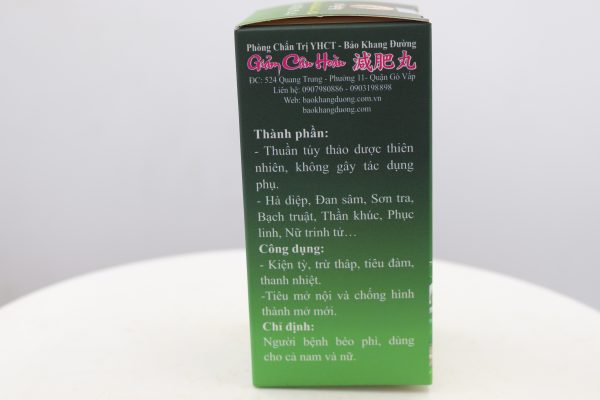 Phòng Chẩn Trị YHCT - Bảo Khang Đường
Giảm Cân Hoàn 減肥丸
ĐC: 524 Quang Trung - Phường 11- Quận Gò Vấp
Liên hệ: 0907980886 - 0903198898
Web: baokhangduong.com.vn
baokhangduong.com
Thành phần:
- Thuần túy thảo dược thiên
nhiên, không gây tác dụng
phụ.
- Hà diệp, Đan sâm, Sơn tra,
Bạch truật, Thần khúc, Phục
linh, Nữ trinh tử...
Công dụng:
- Kiện tỳ, trừ thấp, tiêu đàm,
thanh nhiệt.
-Tiêu mỡ nội và chống hình
thành mỡ mới.
Chỉ định:
Người bệnh béo phì, dùng
cho cả nam và nữ.